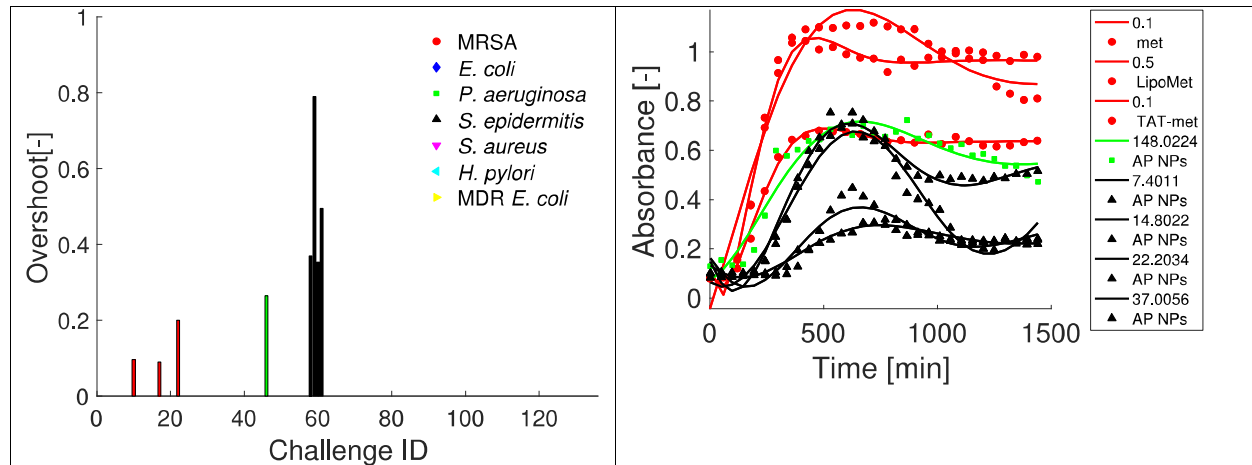 1
0.8
0.6
0.4
0.2
0
0 20 40 60 80 100 120
Overshoot[-]
Challenge ID
MRSA
E. coli
P. aeruginosa
S. epidermitis
S. aureus
H. pylori
MDR E. coli
1
0.8
0.6
0.4
0.2
0
0 500 1000 1500
Absorbance [-]
Time [min]
0.1
met
0.5
LipoMet
0.1
TAT-met
148.0224
AP NPs
7.4011
AP NPs
14.8022
AP NPs
22.2034
AP NPs
37.0056
AP NPs